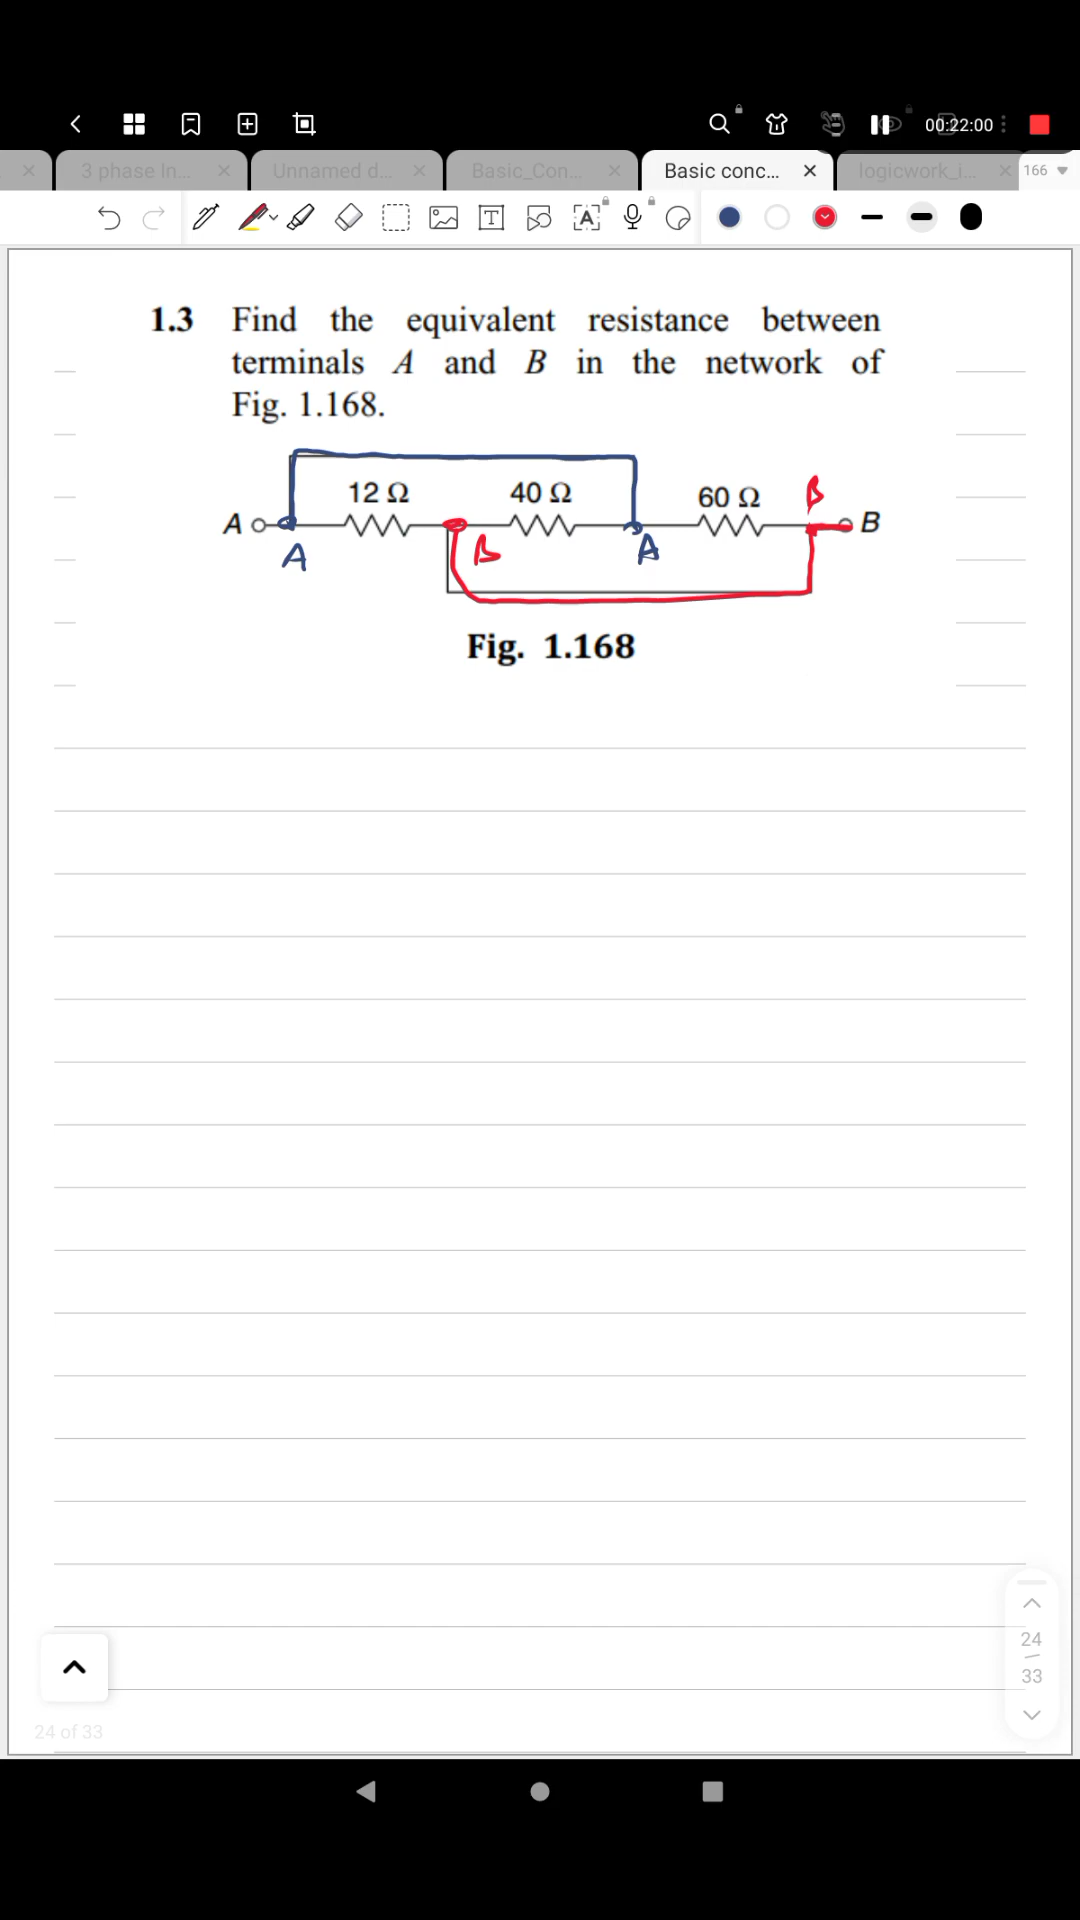 00:22:00
3 phase In... Unnamed d... Basic_Con... Basic conc... logicwork_i... 166
T A
1.3 Find the equivalent resistance between
terminals A and B in the network of
Fig. 1.168.
12 Ω 40 Ω 60 Ω B
A B
A B A
Fig. 1.168
24
33
24 of 33